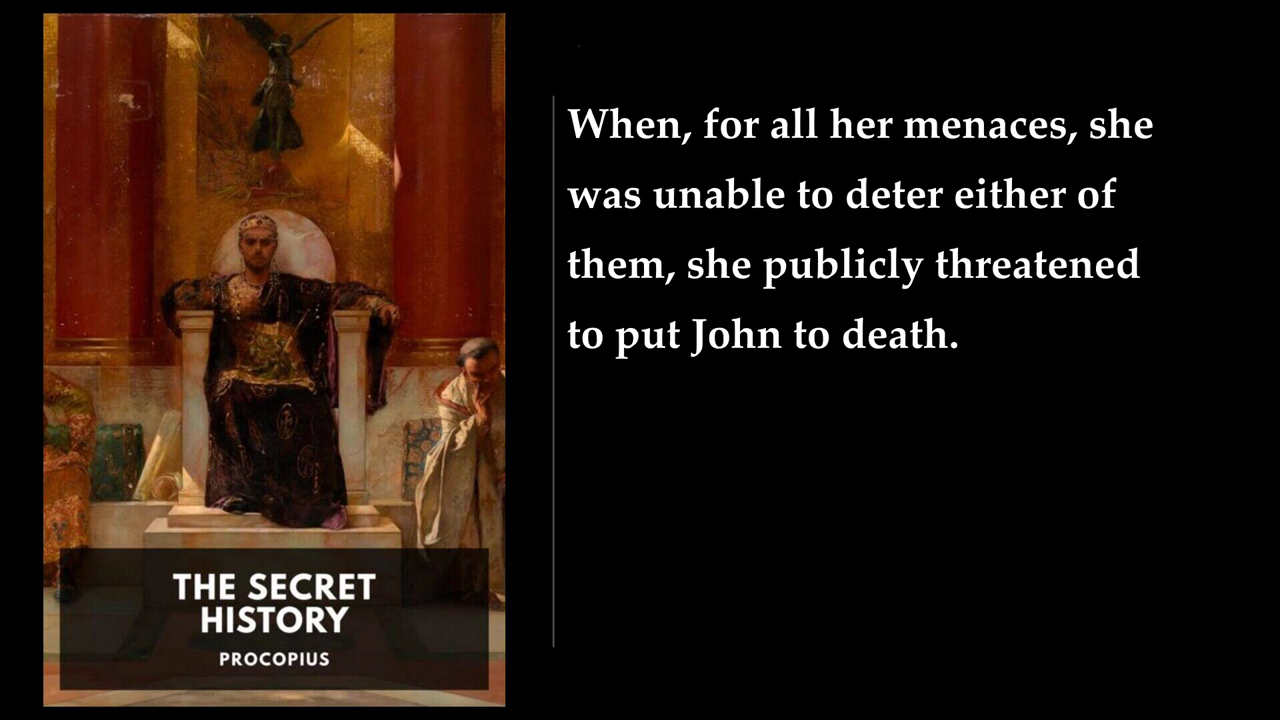 THE SECRET
HISTORY
PROCOPIUS
When, for all her menaces, she
was unable to deter either of
them, she publicly threatened
to put John to death.